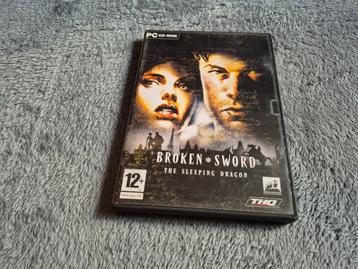 PC CD-ROM
BROKEN SWORD
THE SLEEPING DRAGON
12+
THQ